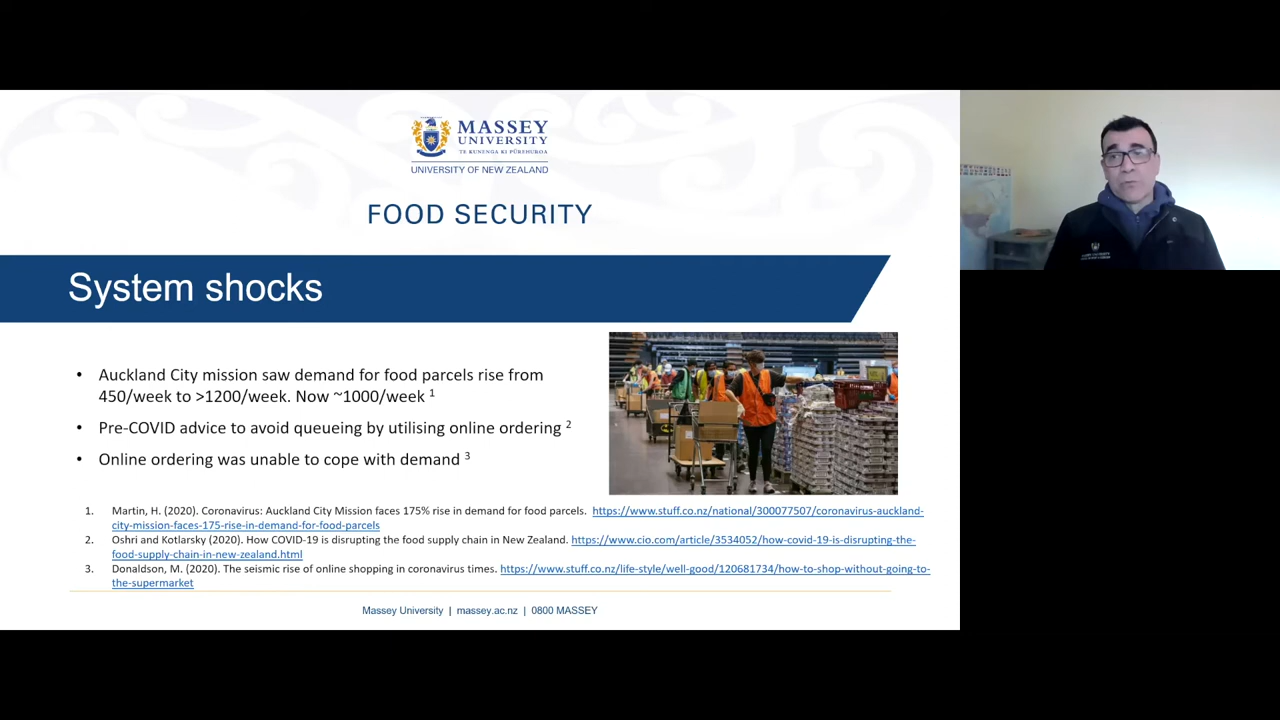 MASSEY
UNIVERSITY
TE KUNENGA KI PŪREHUROA
UNIVERSITY OF NEW ZEALAND
FOOD SECURITY
System shocks
• Auckland City mission saw demand for food parcels rise from
450/week to >1200/week. Now ~1000/week 1
• Pre-COVID advice to avoid queueing by utilising online ordering 2
• Online ordering was unable to cope with demand 3
1. Martin, H. (2020). Coronavirus: Auckland City Mission faces 175% rise in demand for food parcels. https://www.stuff.co.nz/national/300077507/coronavirus-auckland-
city-mission-faces-175-rise-in-demand-for-food-parcels
2. Oshri and Kotlarsky (2020). How COVID-19 is disrupting the food supply chain in New Zealand. https://www.cio.com/article/3534052/how-covid-19-is-disrupting-the-
food-supply-chain-in-new-zealand.html
3. Donaldson, M. (2020). The seismic rise of online shopping in coronavirus times. https://www.stuff.co.nz/life-style/well-good/120681734/how-to-shop-without-going-to-
the-supermarket
Massey University | massey.ac.nz | 0800 MASSEY